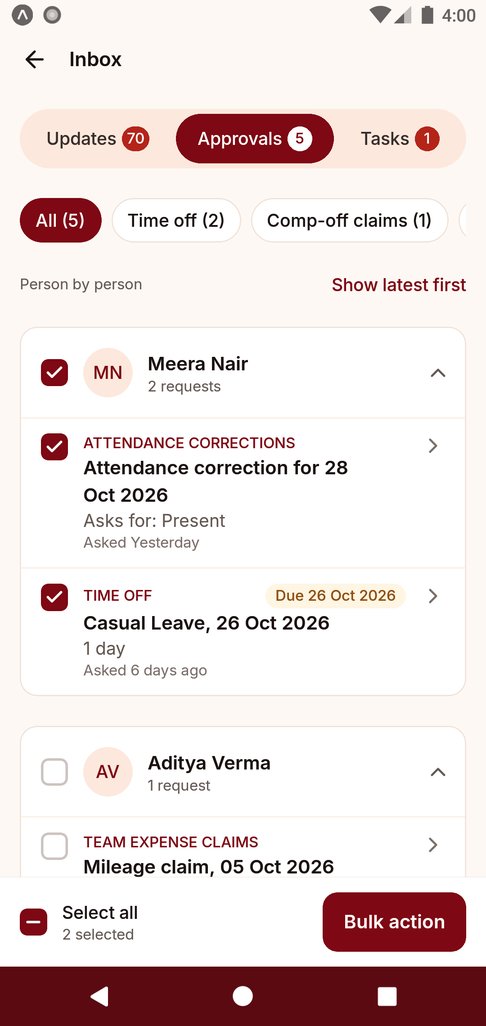 4:00
Inbox
Updates 70
Approvals 5
Tasks 1
All (5)
Time off (2)
Comp-off claims (1)
Person by person
Show latest first
MN
Meera Nair
2 requests
ATTENDANCE CORRECTIONS
Attendance correction for 28
Oct 2026
Asks for: Present
Asked Yesterday
TIME OFF
Due 26 Oct 2026
Casual Leave, 26 Oct 2026
1 day
Asked 6 days ago
AV
Aditya Verma
1 request
TEAM EXPENSE CLAIMS
Mileage claim, 05 Oct 2026
Select all
2 selected
Bulk action